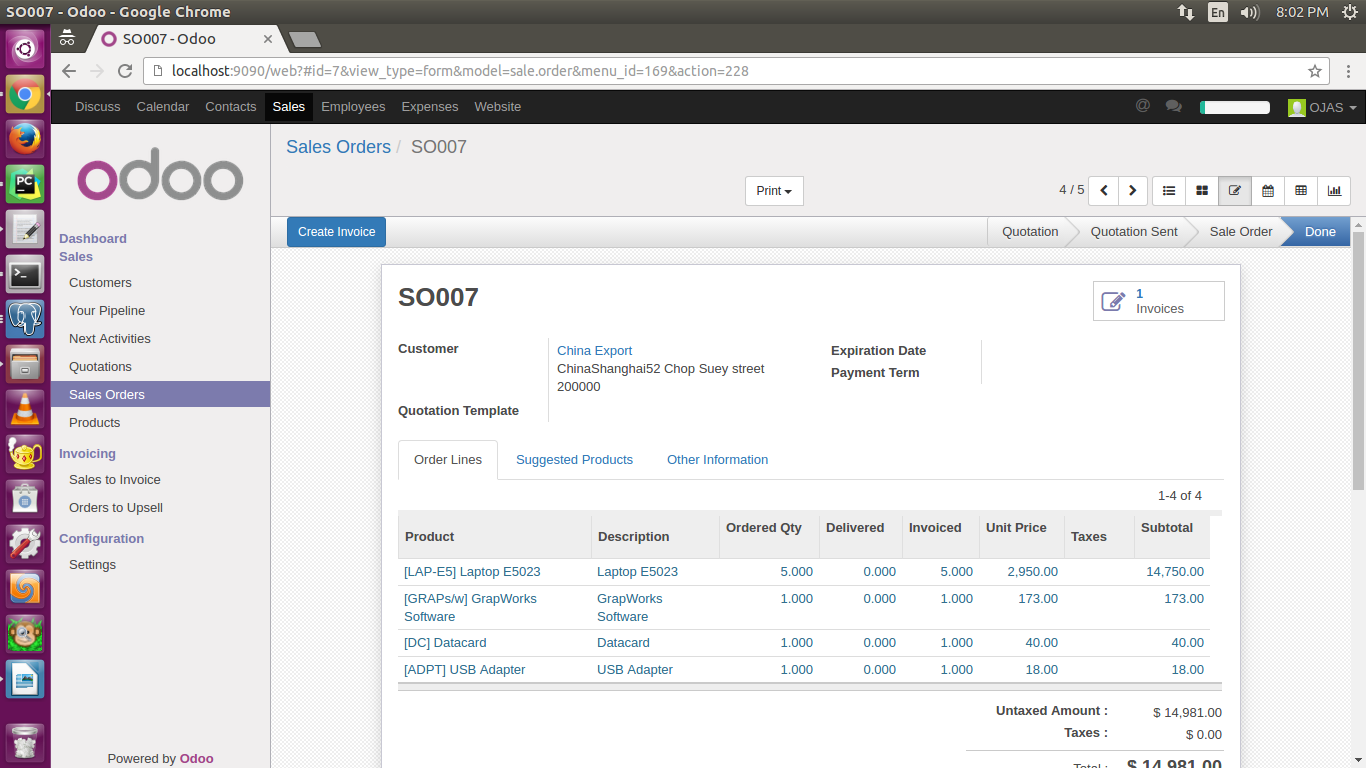 SO007 - Odoo - Google Chrome
En
8:02 PM
SO007 - Odoo
localhost:9090/web?#id=7&view_type=form&model=sale.order&menu_id=169&action=228
Discuss Calendar Contacts Sales Employees Expenses Website
@
OJAS
odoo
Sales Orders / SO007
Print
4 / 5
Create Invoice
Quotation Quotation Sent Sale Order Done
Dashboard
Sales
Customers
Your Pipeline
Next Activities
Quotations
Sales Orders
Products
Invoicing
Sales to Invoice
Orders to Upsell
Configuration
Settings
Powered by Odoo
SO007
1
Invoices
Customer
China Export
ChinaShanghai52 Chop Suey street
200000
Quotation Template
Expiration Date
Payment Term
Order Lines Suggested Products Other Information
1-4 of 4
Product Description Ordered Qty Delivered Invoiced Unit Price Taxes Subtotal
[LAP-E5] Laptop E5023 Laptop E5023 5.000 0.000 5.000 2,950.00 14,750.00
[GRAPs/w] GrapWorks Software GrapWorks Software 1.000 0.000 1.000 173.00 173.00
[DC] Datacard Datacard 1.000 0.000 1.000 40.00 40.00
[ADPT] USB Adapter USB Adapter 1.000 0.000 1.000 18.00 18.00
Untaxed Amount : $ 14,981.00
Taxes : $ 0.00
Total : $ 14,981.00
PC